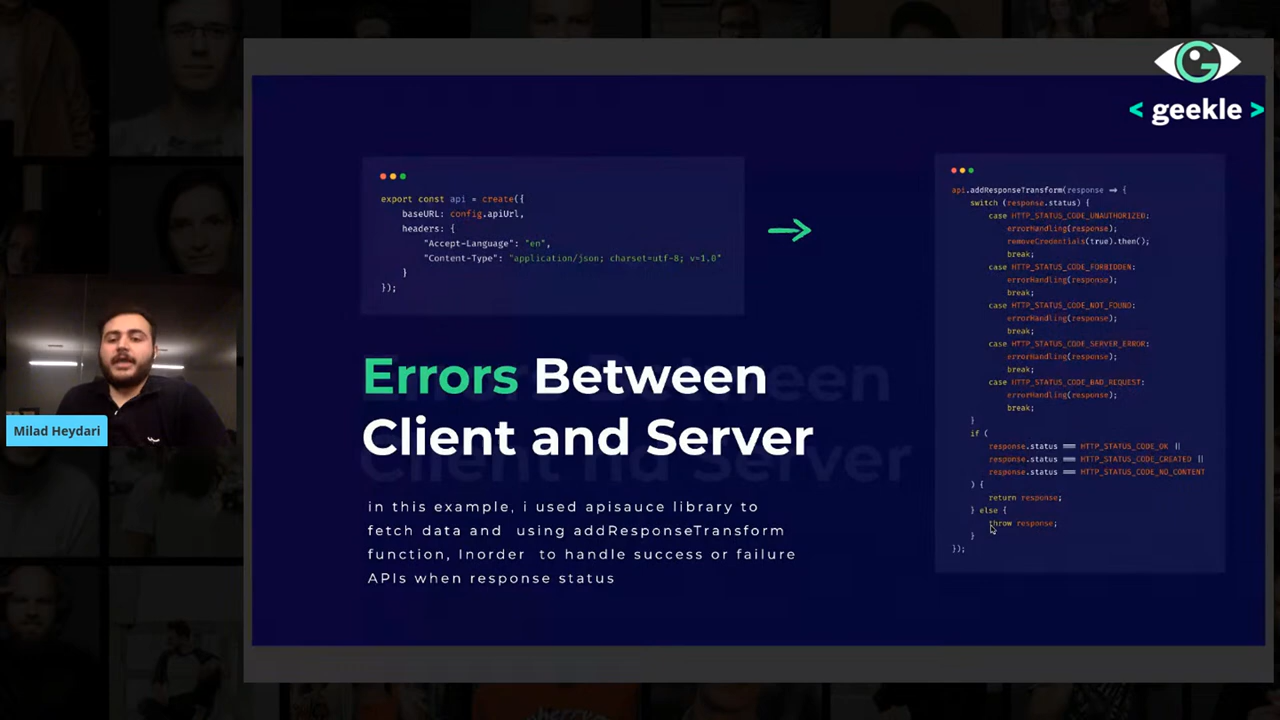 geekle
< geekle >
export const api = create({
baseURL: config.apiUrl,
headers: {
"Accept-Language": "en",
"Content-Type": "application/json; charset=utf-8; v=1.0"
}
});
api.addResponseTransform(response => {
switch (response.status) {
case HTTP_STATUS_CODE_UNAUTHORIZED:
errorHandling(response);
removeCredentials(true).then();
break;
case HTTP_STATUS_CODE_FORBIDDEN:
errorHandling(response);
break;
case HTTP_STATUS_CODE_NOT_FOUND:
errorHandling(response);
break;
case HTTP_STATUS_CODE_SERVER_ERROR:
errorHandling(response);
break;
case HTTP_STATUS_CODE_BAD_REQUEST:
errorHandling(response);
break;
}
if (
response.status === HTTP_STATUS_CODE_OK ||
response.status === HTTP_STATUS_CODE_CREATED ||
response.status === HTTP_STATUS_CODE_NO_CONTENT
) {
return response;
} else {
throw response;
}
});
Errors Between
Client and Server
in this example, i used apisauce library to
fetch data and using addResponseTransform
function, Inorder to handle success or failure
APIs when response status
Milad Heydari